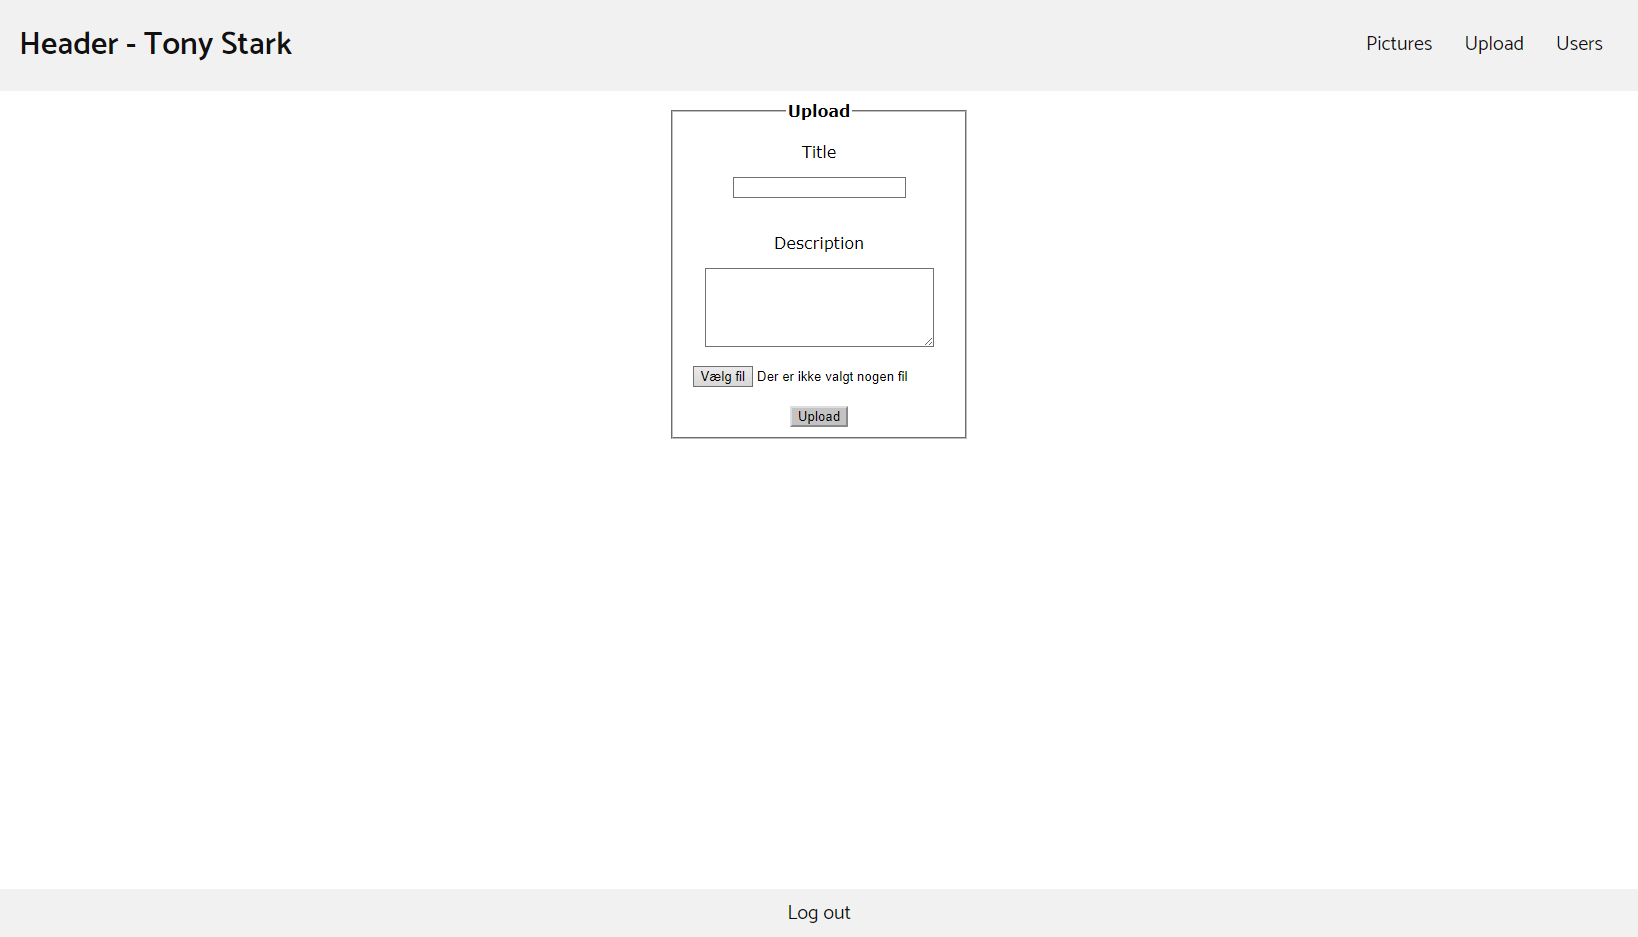 Header - Tony Stark
Pictures Upload Users
Upload
Title
Description
Vælg fil Der er ikke valgt nogen fil
Upload
Log out